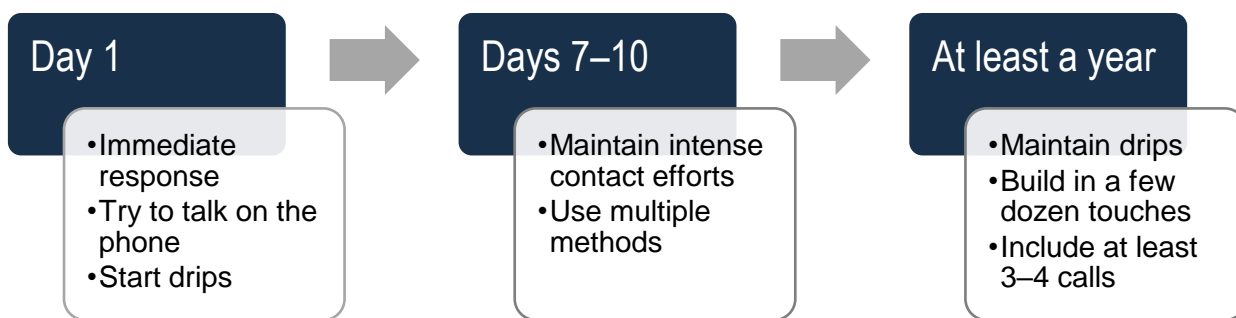 Day 1
•Immediate
response
•Try to talk on the
phone
•Start drips
Days 7–10
•Maintain intense
contact efforts
•Use multiple
methods
At least a year
•Maintain drips
•Build in a few
dozen touches
•Include at least
3–4 calls